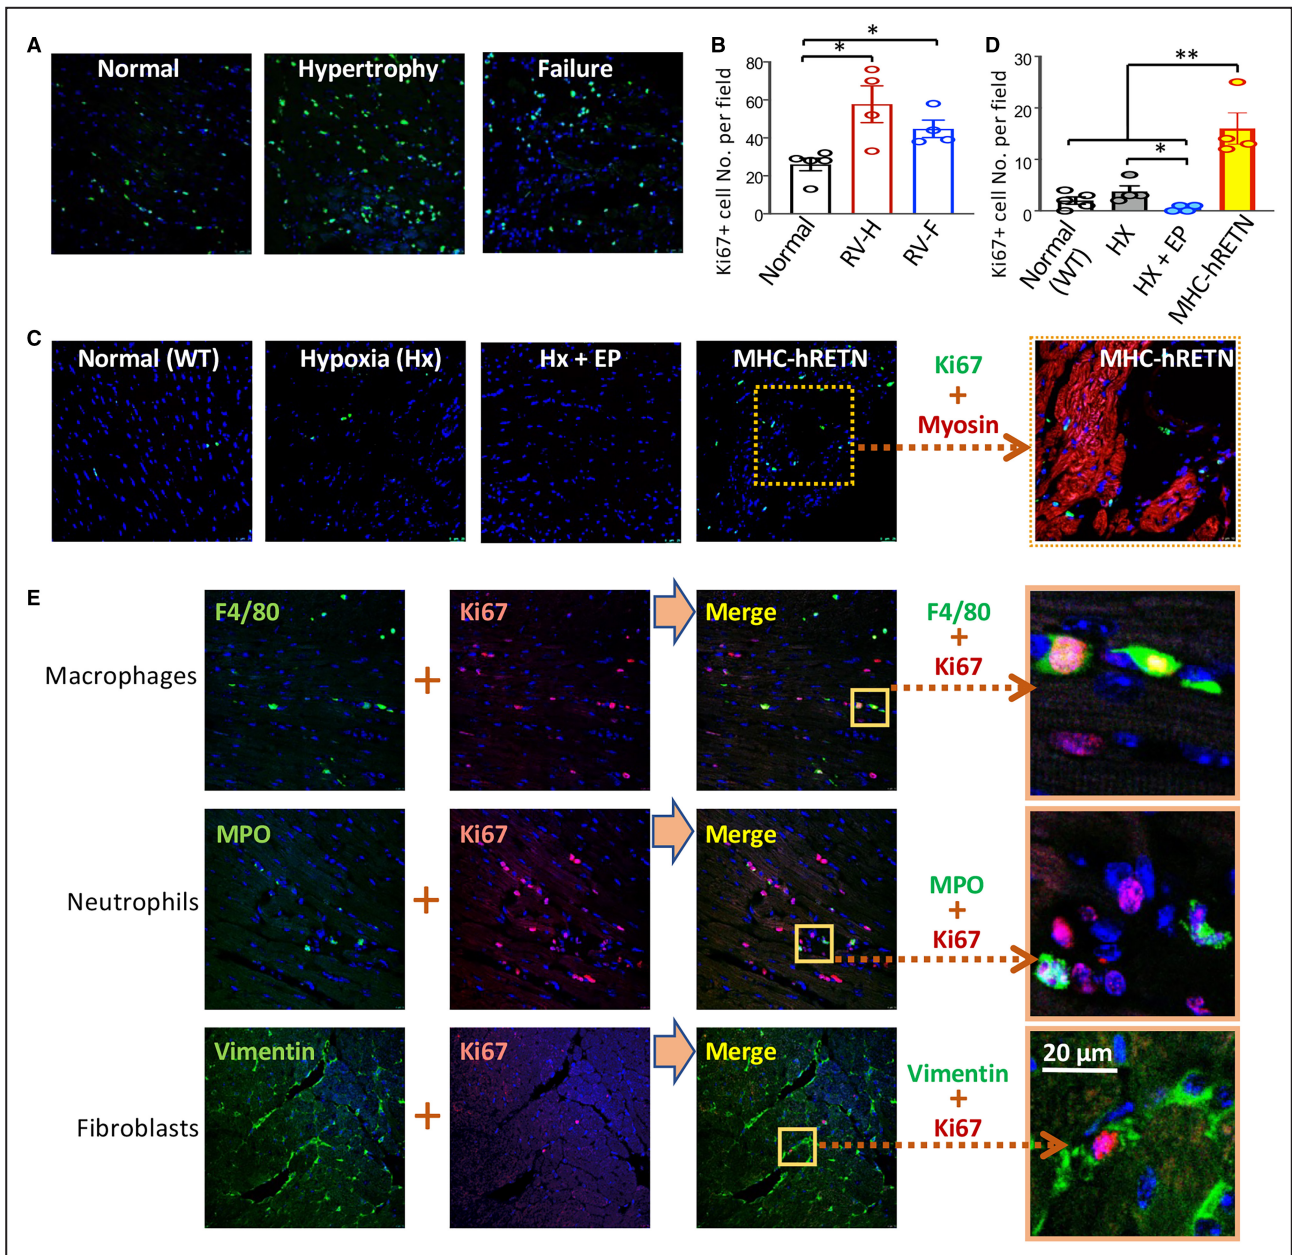 A
Normal
Hypertrophy
Failure
B
Ki67+ cell No. per field
80
60
40
20
0
*
*
Normal
RV-H
RV-F
D
Ki67+ cell No. per field
30
20
10
0
**
*
Normal
(WT)
HX
HX + EP
MHC-hRETN
C
Normal (WT)
Hypoxia (Hx)
Hx + EP
MHC-hRETN
Ki67
+
Myosin
MHC-hRETN
E
Macrophages
F4/80
+
Ki67
Merge
F4/80
+
Ki67
Neutrophils
MPO
+
Ki67
Merge
MPO
+
Ki67
Fibroblasts
Vimentin
+
Ki67
Merge
Vimentin
+
Ki67
20 µm